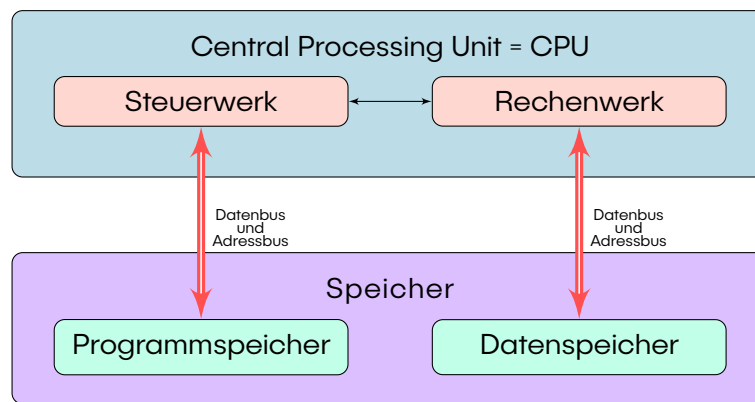 Central Processing Unit = CPU
Steuerwerk
Rechenwerk
Datenbus
und
Adressbus
Datenbus
und
Adressbus
Speicher
Programmspeicher
Datenspeicher